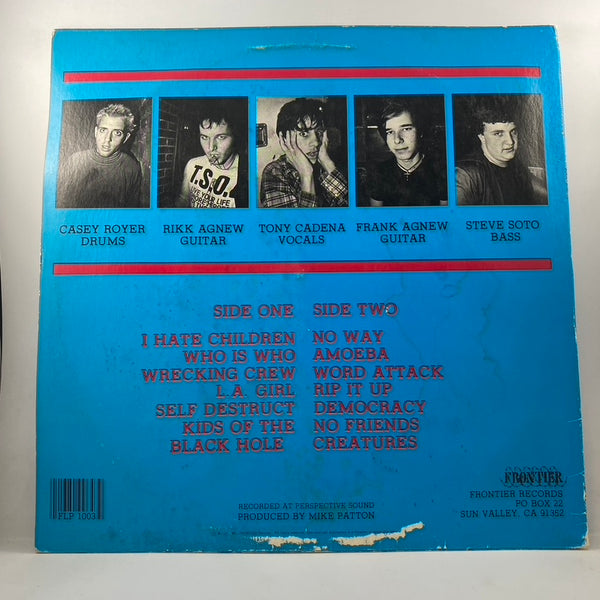 T.S.O.
CASEY ROYER
DRUMS
RIKK AGNEW
GUITAR
TONY CADENA
VOCALS
FRANK AGNEW
GUITAR
STEVE SOTO
BASS
SIDE ONE
I HATE CHILDREN
WHO IS WHO
WRECKING CREW
L.A. GIRL
SELF DESTRUCT
KIDS OF THE
BLACK HOLE
SIDE TWO
NO WAY
AMOEBA
WORD ATTACK
RIP IT UP
DEMOCRACY
NO FRIENDS
CREATURES
FLP 1003
RECORDED AT PERSPECTIVE SOUND
PRODUCED BY MIKE PATTON
FRONTIER
FRONTIER RECORDS
PO BOX 22
SUN VALLEY, CA 91352